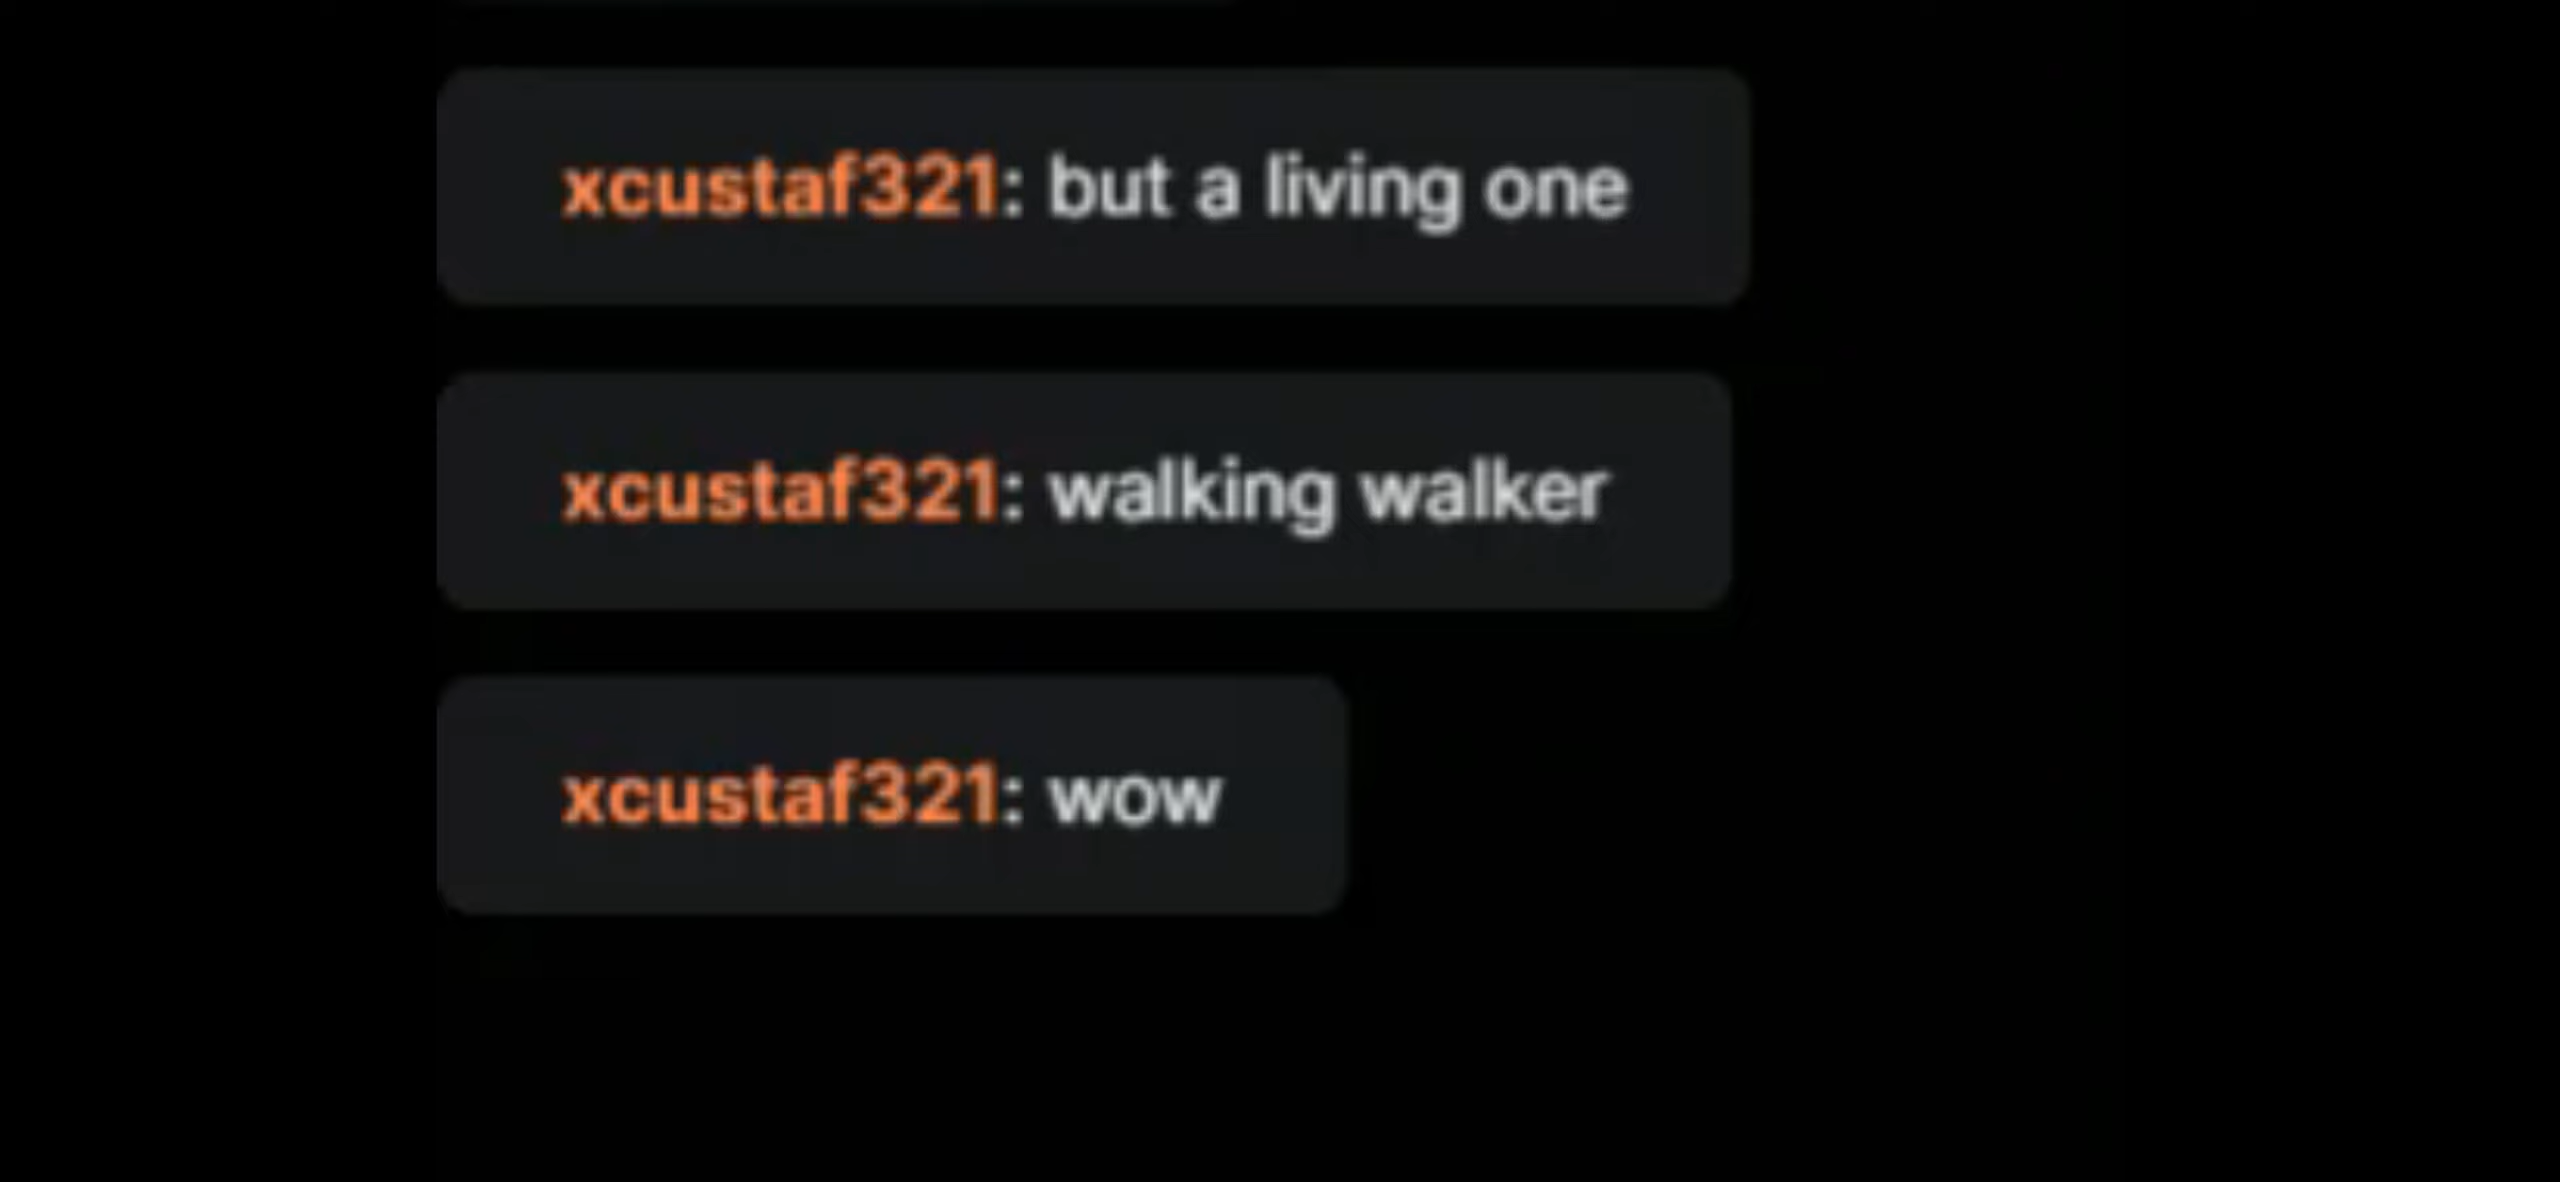 xcustaf321: but a living one
xcustaf321: walking walker
xcustaf321: wow